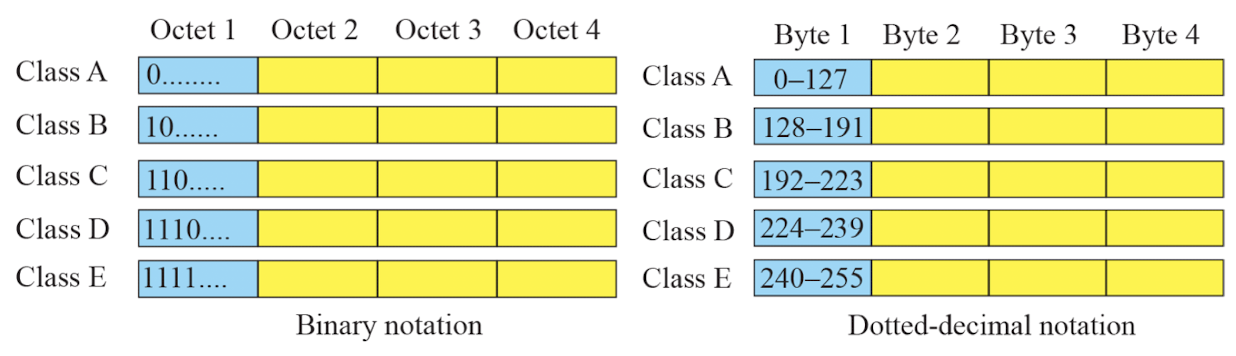 Octet 1 Octet 2 Octet 3 Octet 4
Class A 0........
Class B 10......
Class C 110.....
Class D 1110....
Class E 1111....
Binary notation
Byte 1 Byte 2 Byte 3 Byte 4
Class A 0–127
Class B 128–191
Class C 192–223
Class D 224–239
Class E 240–255
Dotted-decimal notation